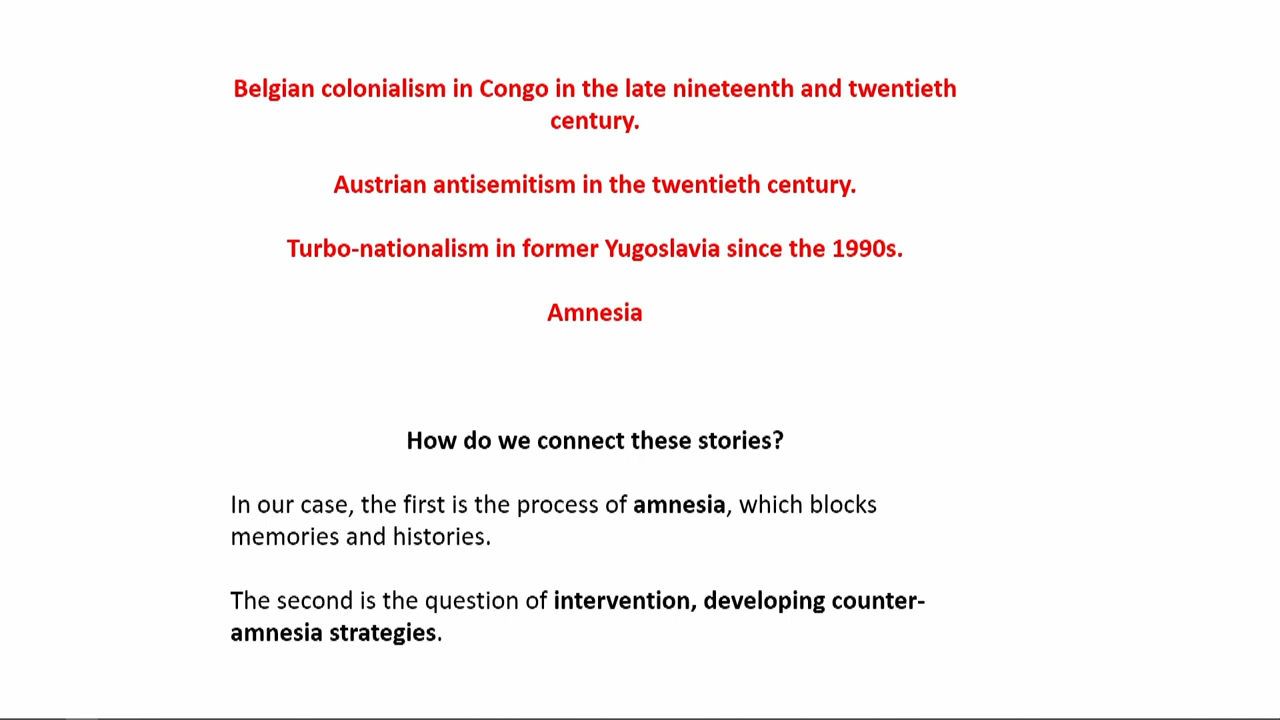 Belgian colonialism in Congo in the late nineteenth and twentieth
century.
Austrian antisemitism in the twentieth century.
Turbo-nationalism in former Yugoslavia since the 1990s.
Amnesia
How do we connect these stories?
In our case, the first is the process of amnesia, which blocks
memories and histories.
The second is the question of intervention, developing counter-
amnesia strategies.